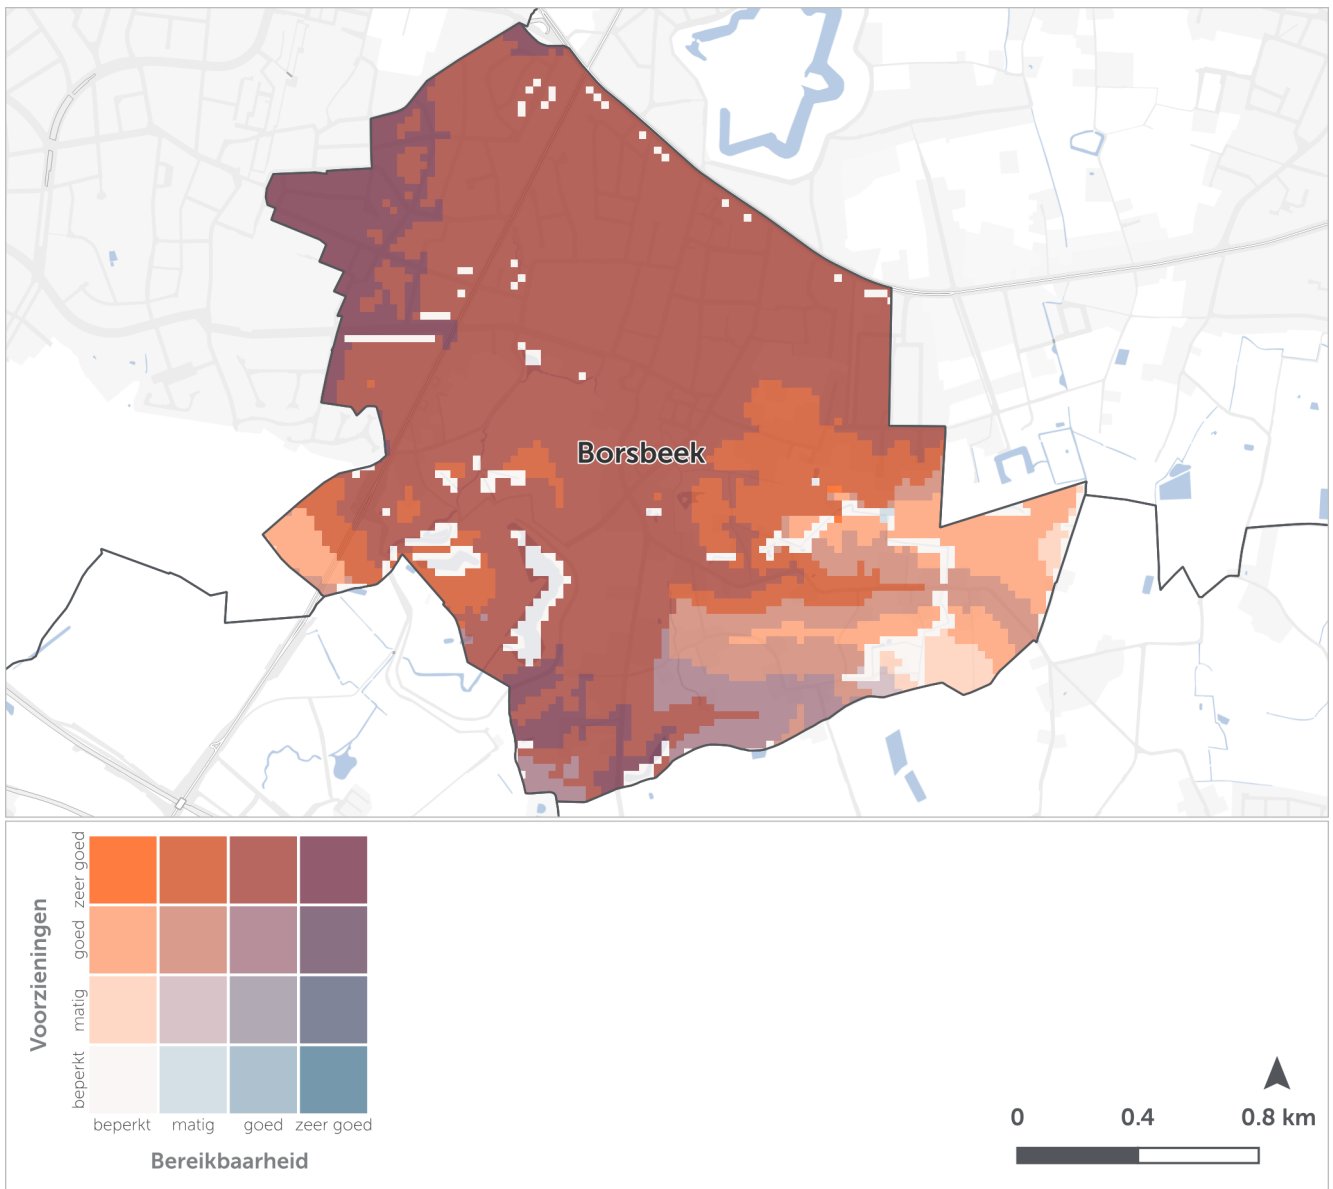 Borsbeek
Voorzieningen
zeer goed
goed
matig
beperkt
beperkt matig goed zeer goed
Bereikbaarheid
0 0.4 0.8 km